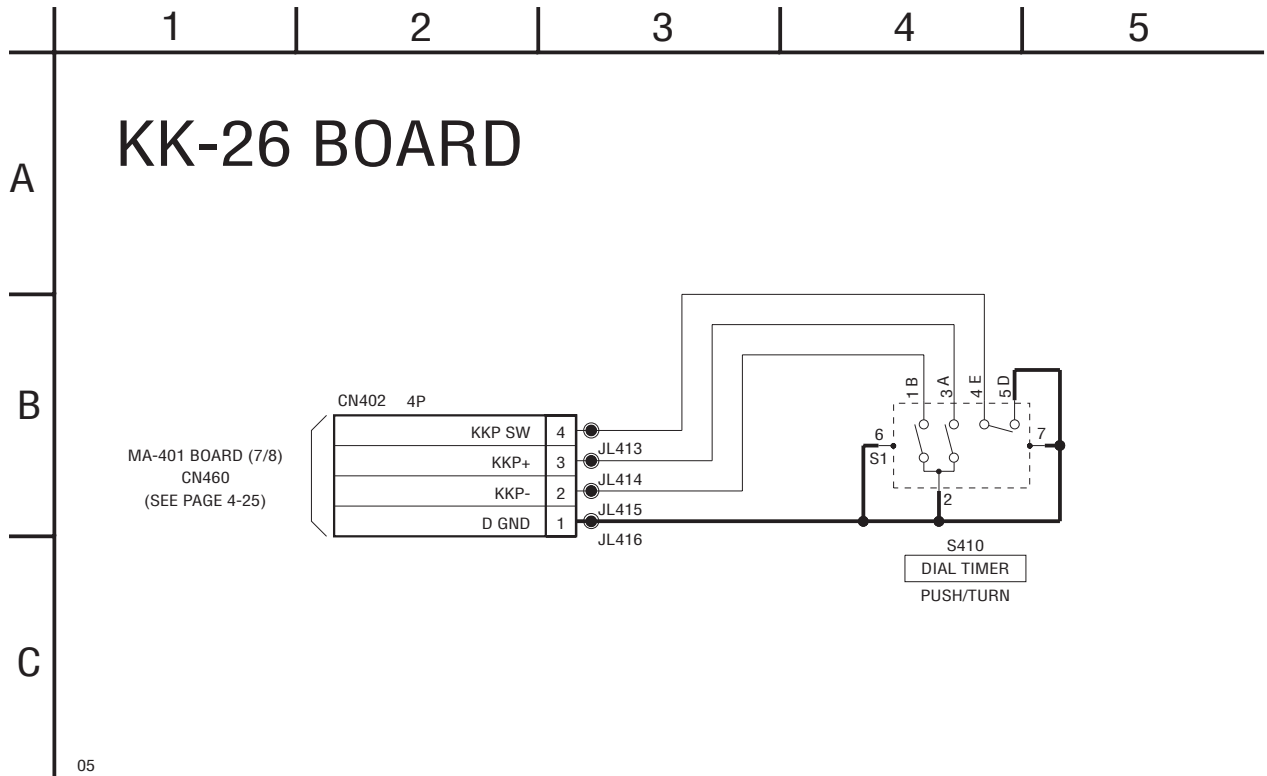 1 2 3 4 5
A
KK-26 BOARD
B
1 B
3 A
4 E
5 D
CN402 4P
KKP SW 4
JL413
KKP+ 3
JL414
KKP- 2
JL415
D GND 1
JL416
MA-401 BOARD (7/8)
CN460
(SEE PAGE 4-25)
6
S1
7
2
S410
DIAL TIMER
PUSH/TURN
C
05